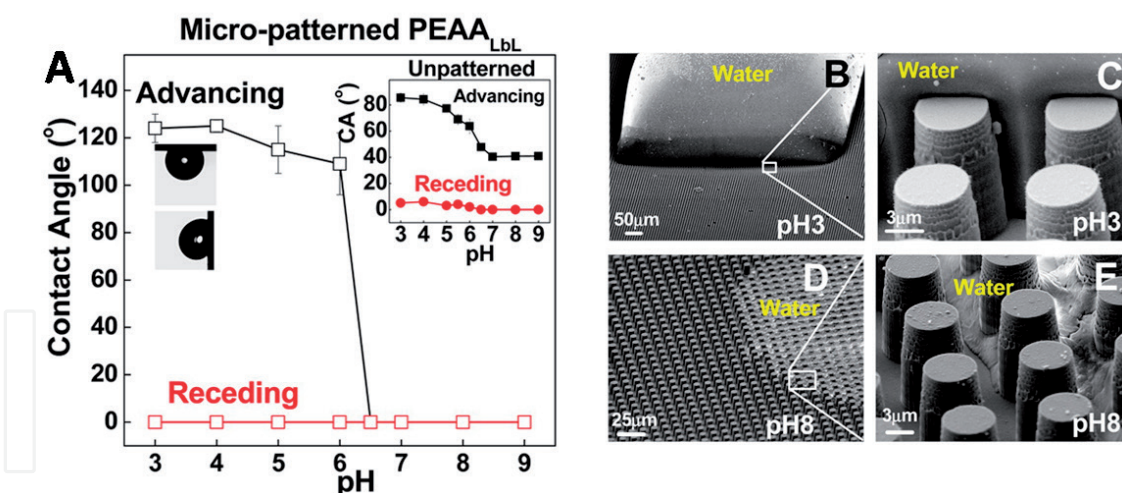 Micro-patterned PEAA LbL
A
Advancing
Receding
Contact Angle (°)
140
120
100
80
60
40
20
0
3 4 5 6 7 8 9
pH
Unpatterned
Advancing
Receding
CA (°)
80
60
40
20
0
3 4 5 6 7 8 9
pH
Water
B
50μm
pH3
Water
C
3μm
pH3
D
Water
25μm
pH8
Water
E
3μm
pH8